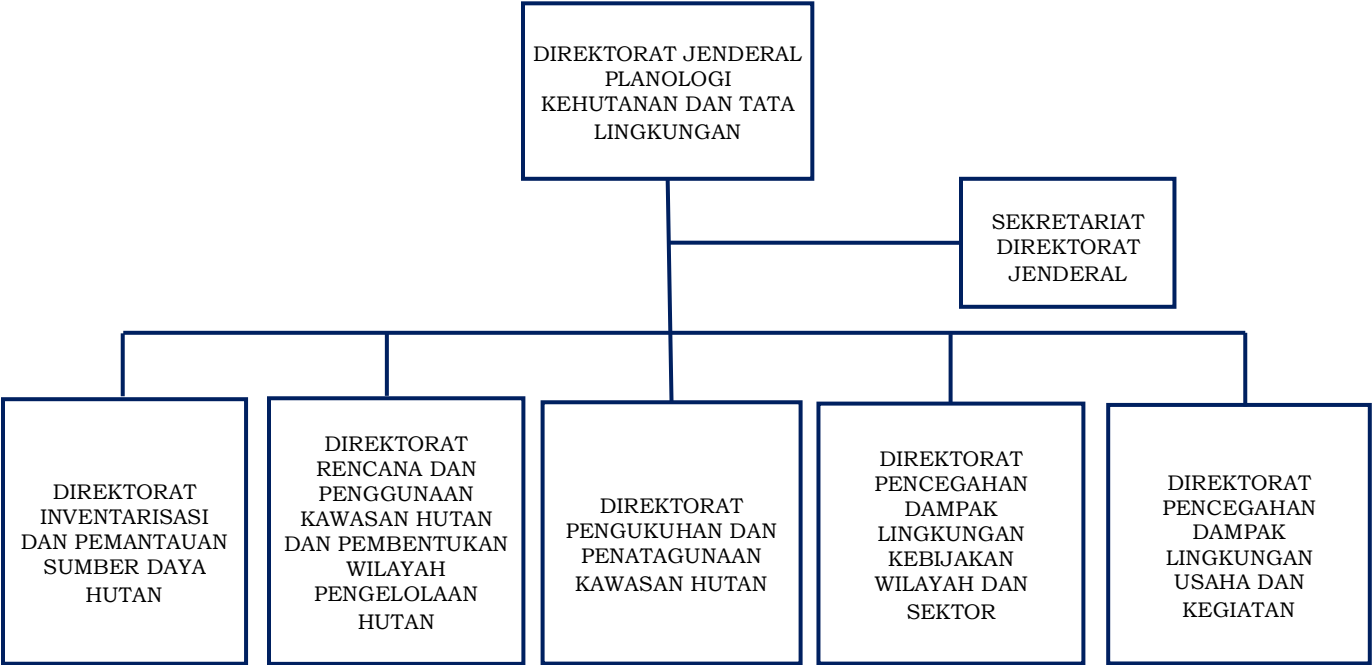 DIREKTORAT JENDERAL
PLANOLOGI
KEHUTANAN DAN TATA
LINGKUNGAN
SEKRETARIAT
DIREKTORAT
JENDERAL
DIREKTORAT
INVENTARISASI
DAN PEMANTAUAN
SUMBER DAYA
HUTAN
DIREKTORAT
RENCANA DAN
PENGGUNAAN
KAWASAN HUTAN
DAN PEMBENTUKAN
WILAYAH
PENGELOLAAN
HUTAN
DIREKTORAT
PENGUKUHAN DAN
PENATAGUNAAN
KAWASAN HUTAN
DIREKTORAT
PENCEGAHAN
DAMPAK
LINGKUNGAN
KEBIJAKAN
WILAYAH DAN
SEKTOR
DIREKTORAT
PENCEGAHAN
DAMPAK
LINGKUNGAN
USAHA DAN
KEGIATAN